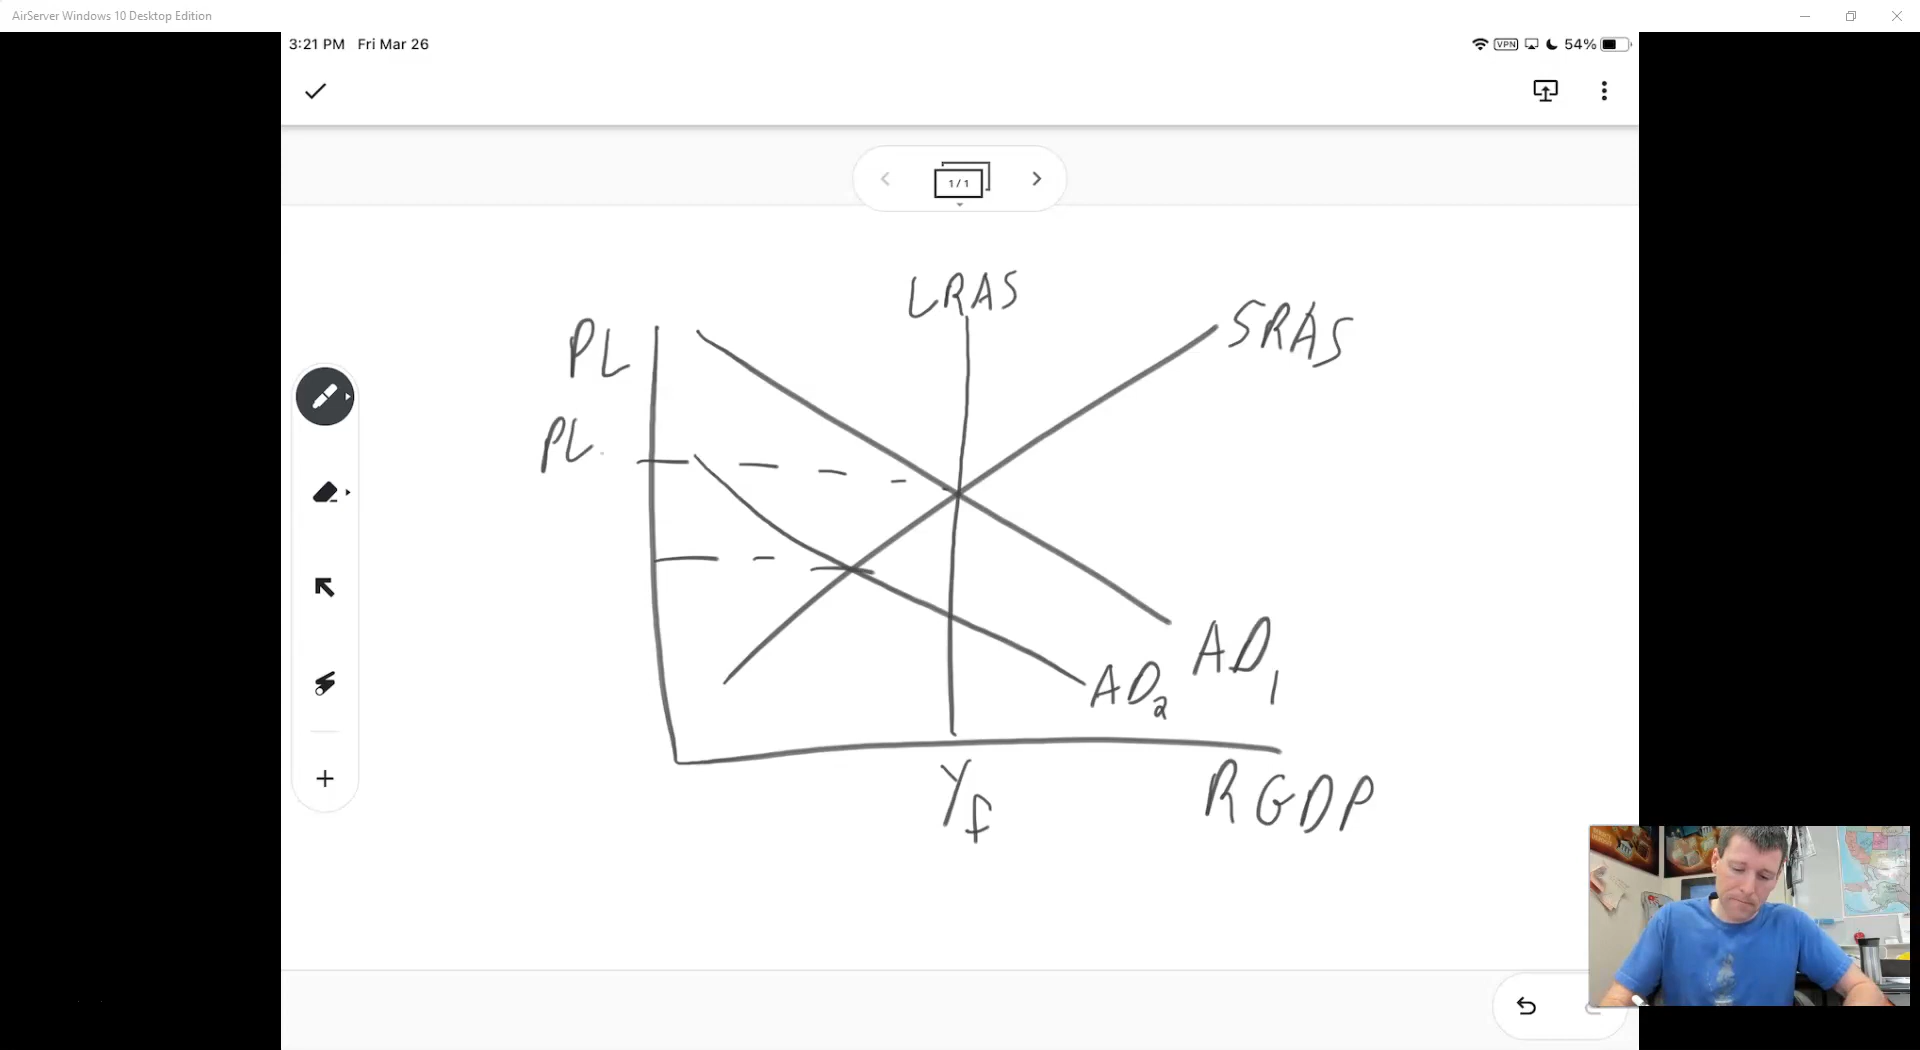 AirServer Windows 10 Desktop Edition
3:21 PM Fri Mar 26
VPN 54%
1 / 1
LRAS
SRAS
PL
PL
AD1
AD2
Yf
RGDP